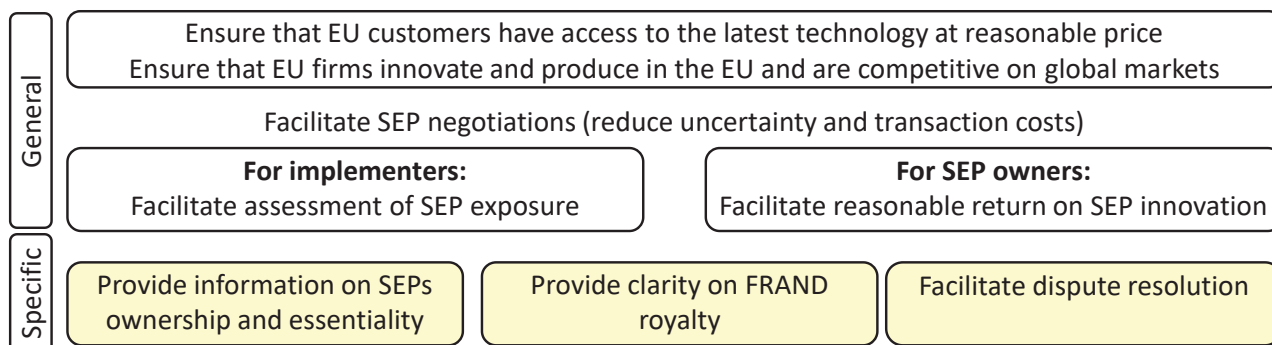 General
Ensure that EU customers have access to the latest technology at reasonable price
Ensure that EU firms innovate and produce in the EU and are competitive on global markets
Facilitate SEP negotiations (reduce uncertainty and transaction costs)
For implementers:
Facilitate assessment of SEP exposure
For SEP owners:
Facilitate reasonable return on SEP innovation
Specific
Provide information on SEPs
ownership and essentiality
Provide clarity on FRAND
royalty
Facilitate dispute resolution